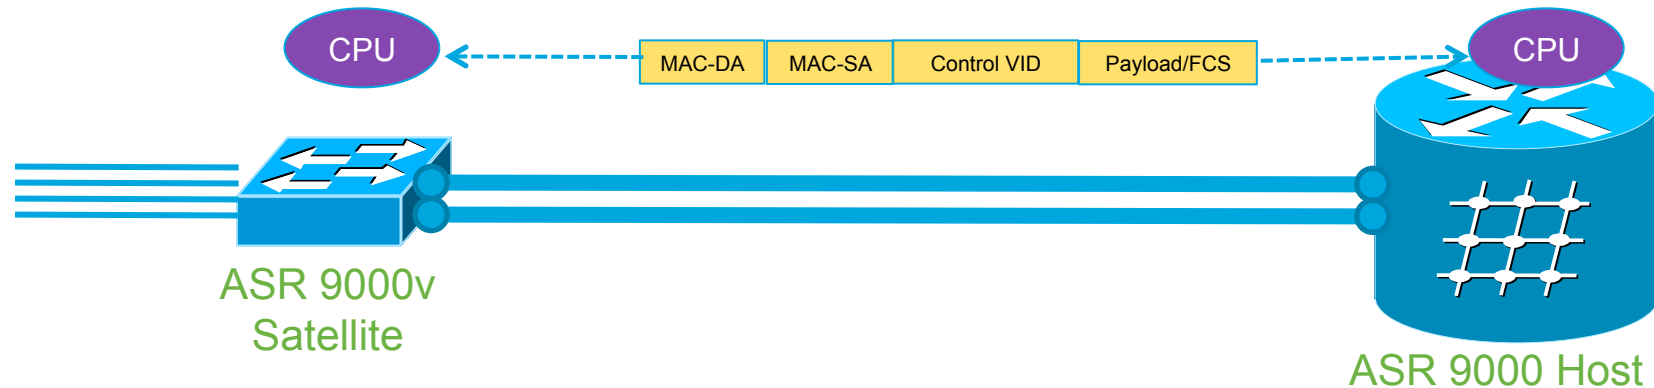 CPU
MAC-DA MAC-SA Control VID Payload/FCS
CPU
ASR 9000v
Satellite
ASR 9000 Host